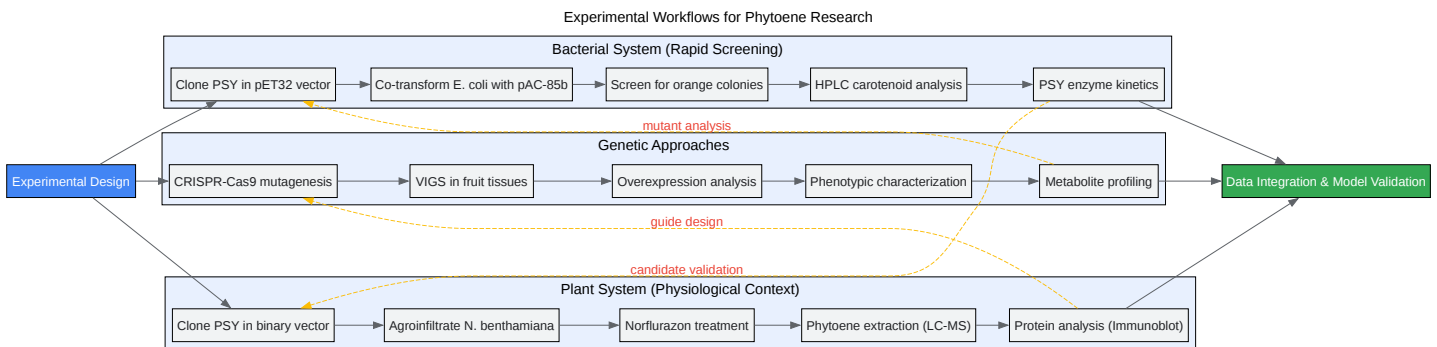 Experimental Workflows for Phytoene Research
Bacterial System (Rapid Screening)
Clone PSY in pET32 vector
Co-transform E. coli with pAC-85b
Screen for orange colonies
HPLC carotenoid analysis
PSY enzyme kinetics
mutant analysis
Genetic Approaches
Experimental Design
CRISPR-Cas9 mutagenesis
VIGS in fruit tissues
Overexpression analysis
Phenotypic characterization
Metabolite profiling
Data Integration & Model Validation
guide design
candidate validation
Plant System (Physiological Context)
Clone PSY in binary vector
Agroinfiltrate N. benthamiana
Norflurazon treatment
Phytoene extraction (LC-MS)
Protein analysis (Immunoblot)